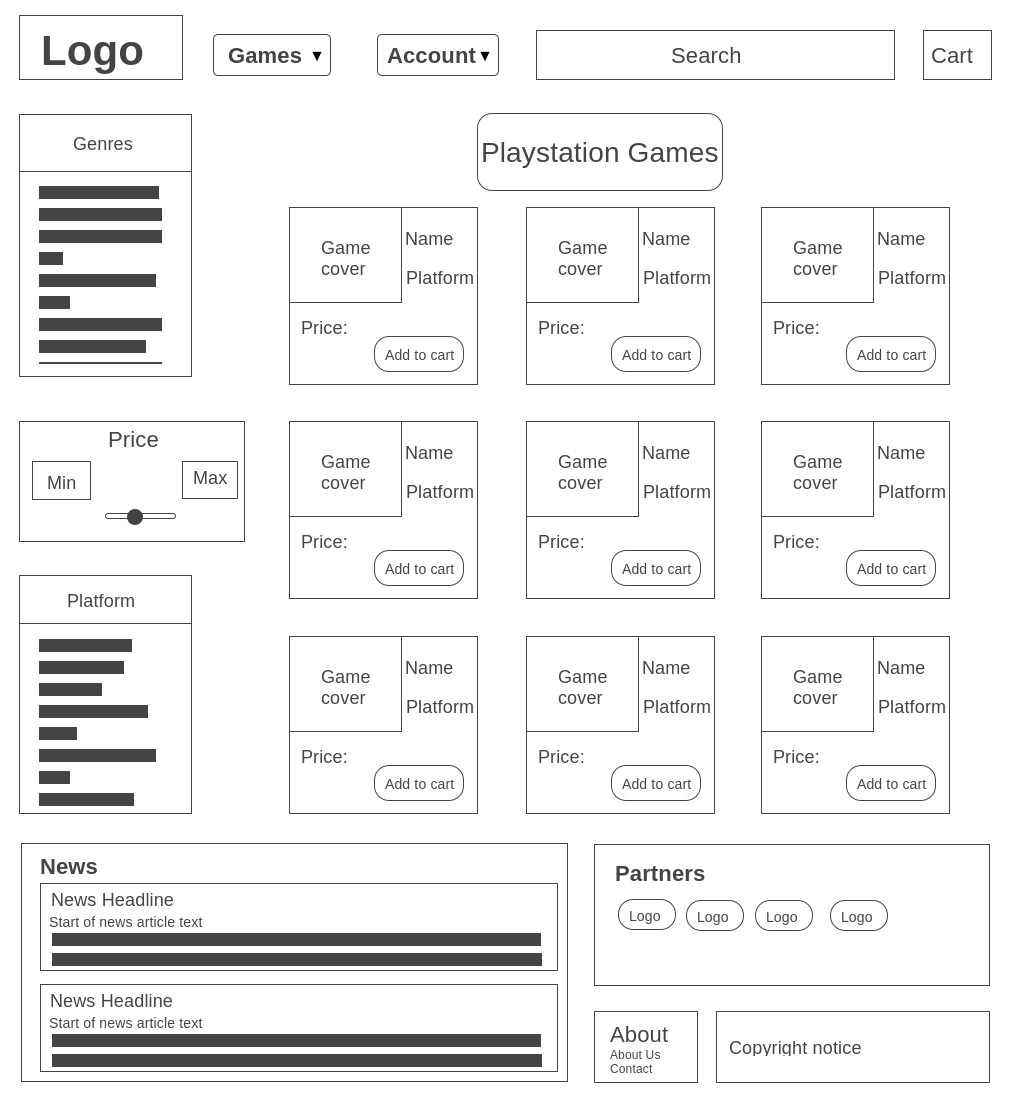 Logo
Games ▼
Account ▼
Search
Cart
Genres
Playstation Games
Game
cover
Name
Platform
Price:
Add to cart
Game
cover
Name
Platform
Price:
Add to cart
Game
cover
Name
Platform
Price:
Add to cart
Price
Min
Max
Game
cover
Name
Platform
Price:
Add to cart
Game
cover
Name
Platform
Price:
Add to cart
Game
cover
Name
Platform
Price:
Add to cart
Platform
Game
cover
Name
Platform
Price:
Add to cart
Game
cover
Name
Platform
Price:
Add to cart
Game
cover
Name
Platform
Price:
Add to cart
News
News Headline
Start of news article text
News Headline
Start of news article text
Partners
Logo
Logo
Logo
Logo
About
About Us
Contact
Copyright notice